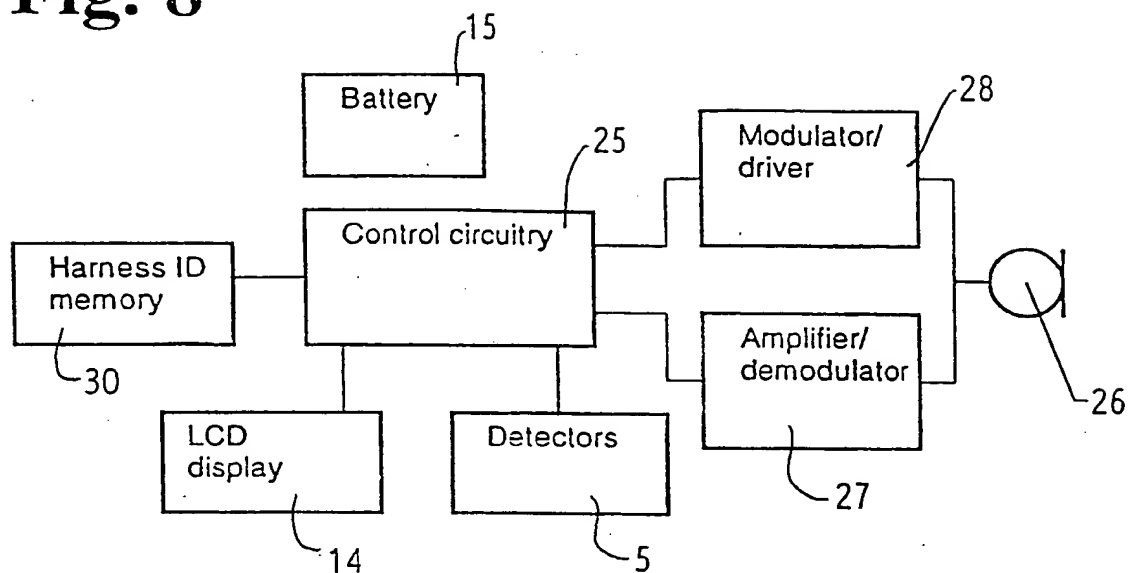 Fig. 8
15
Battery
28
Modulator/
driver
25
Control circuitry
Harness ID
memory
30
Amplifier/
demodulator
26
LCD
display
Detectors
27
14
5